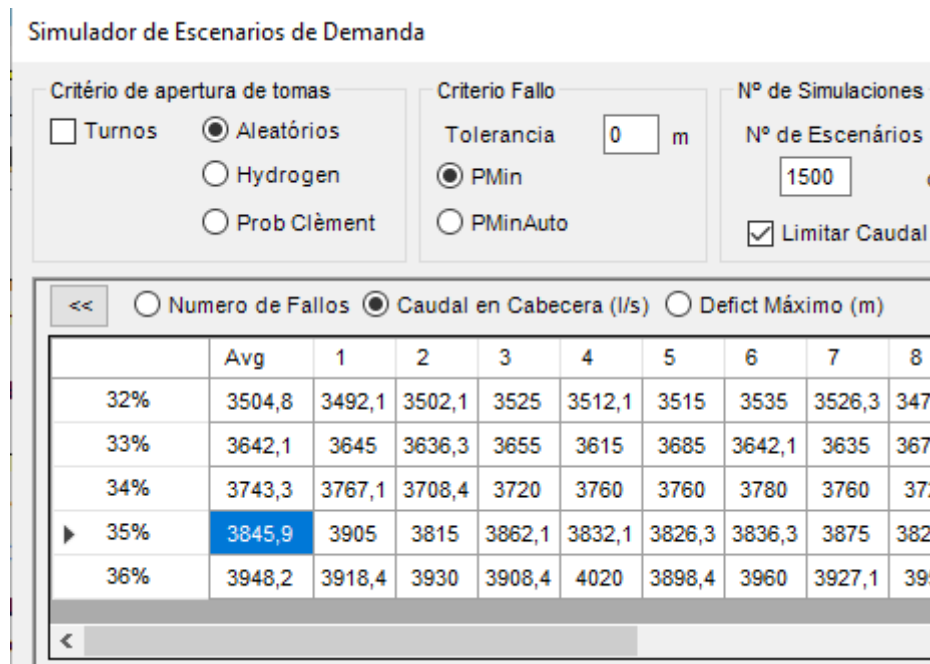 Simulador de Escenarios de Demanda
Critério de apertura de tomas Criterio Fallo Nº de Simulaciones
Turnos Aleatórios Tolerancia 0 m Nº de Escenários
Hydrogen PMin 1500
Prob Clèment PMinAuto Limitar Caudal
<< Numero de Fallos Caudal en Cabecera (l/s) Defict Máximo (m)
Avg 1 2 3 4 5 6 7 8
32% 3504,8 3492,1 3502,1 3525 3512,1 3515 3535 3526,3 347
33% 3642,1 3645 3636,3 3655 3615 3685 3642,1 3635 367
34% 3743,3 3767,1 3708,4 3720 3760 3760 3780 3760 37
35% 3845,9 3905 3815 3862,1 3832,1 3826,3 3836,3 3875 382
36% 3948,2 3918,4 3930 3908,4 4020 3898,4 3960 3927,1 39